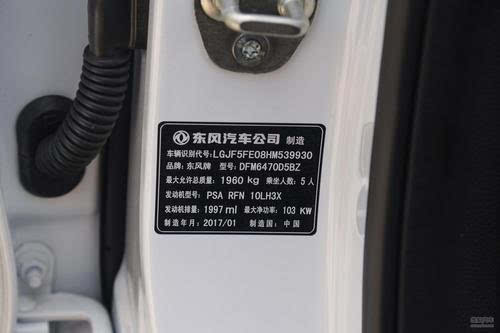 东风汽车公司 制造
车辆识别代号:LGJF5FE08HM539930
品牌: 东风牌 型号: DFM6470D5BZ
最大允许总质量: 1960 kg 乘坐人数: 5 人
发动机型号: PSA RFN 10LH3X
发动机排量: 1997 ml 最大净功率: 103 KW
制造年月: 2017/01 制造国: 中国